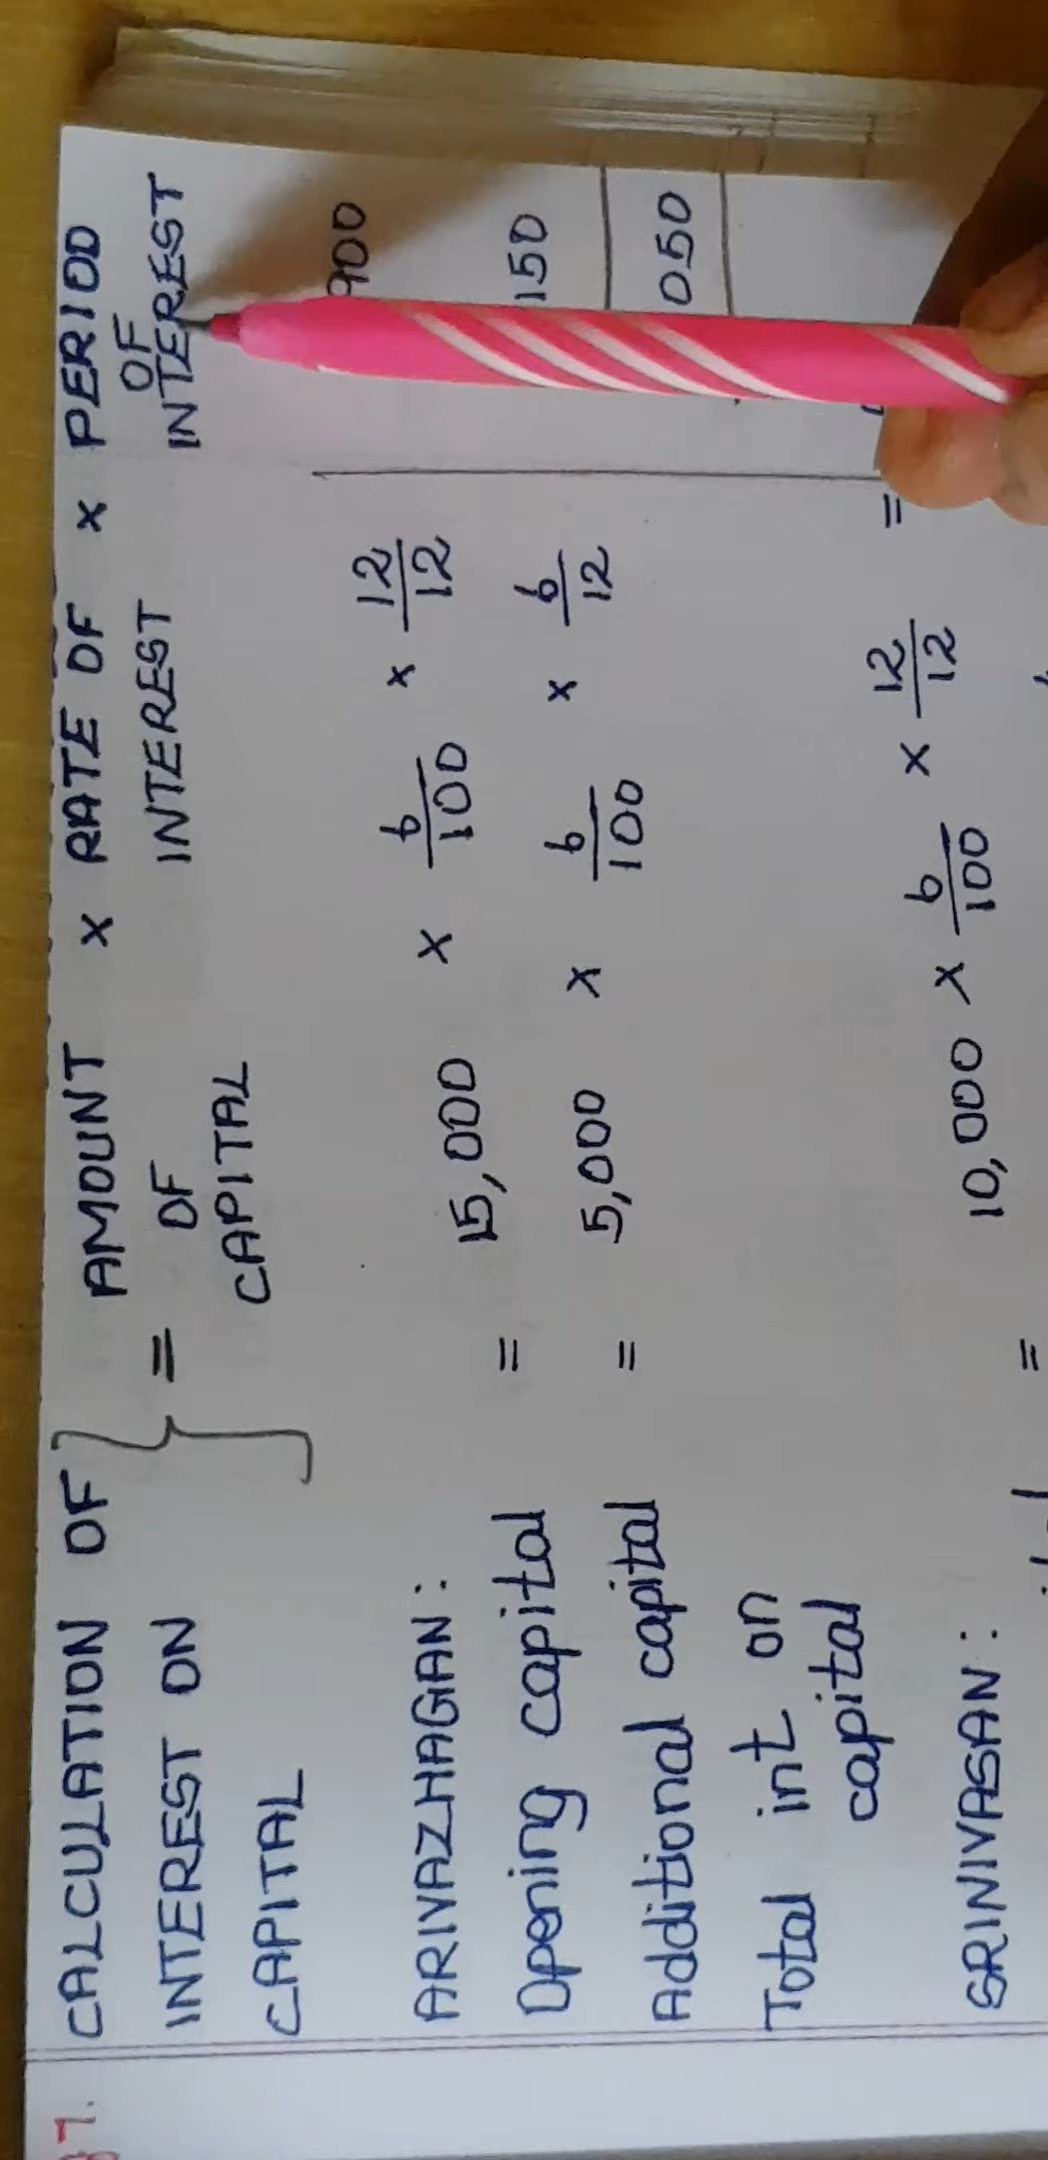 37.
CALCULATION OF } = AMOUNT x RATE OF x PERIOD
INTEREST ON OF INTEREST OF
CAPITAL CAPITAL INTEREST
ARIVAZHAGAN:
Opening capital = 15,000 x 6/100 x 12/12 900
Additional capital = 5,000 x 6/100 x 6/12 150
Total int on 050
capital
SRINIVASAN:
= 10,000 x 6/100 x 12/12 =